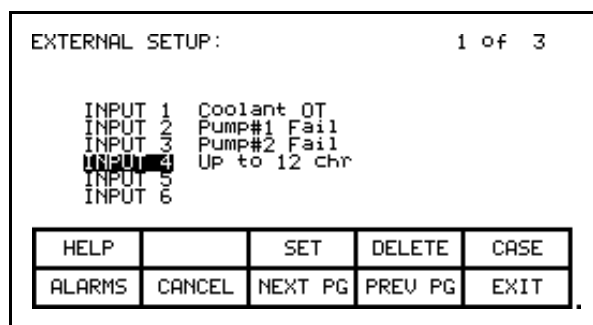 EXTERNAL SETUP: 1 of 3
INPUT 1 Coolant OT
INPUT 2 Pump#1 Fail
INPUT 3 Pump#2 Fail
INPUT 4 Up to 12 chr
INPUT 5
INPUT 6
HELP SET DELETE CASE
ALARMS CANCEL NEXT PG PREV PG EXIT